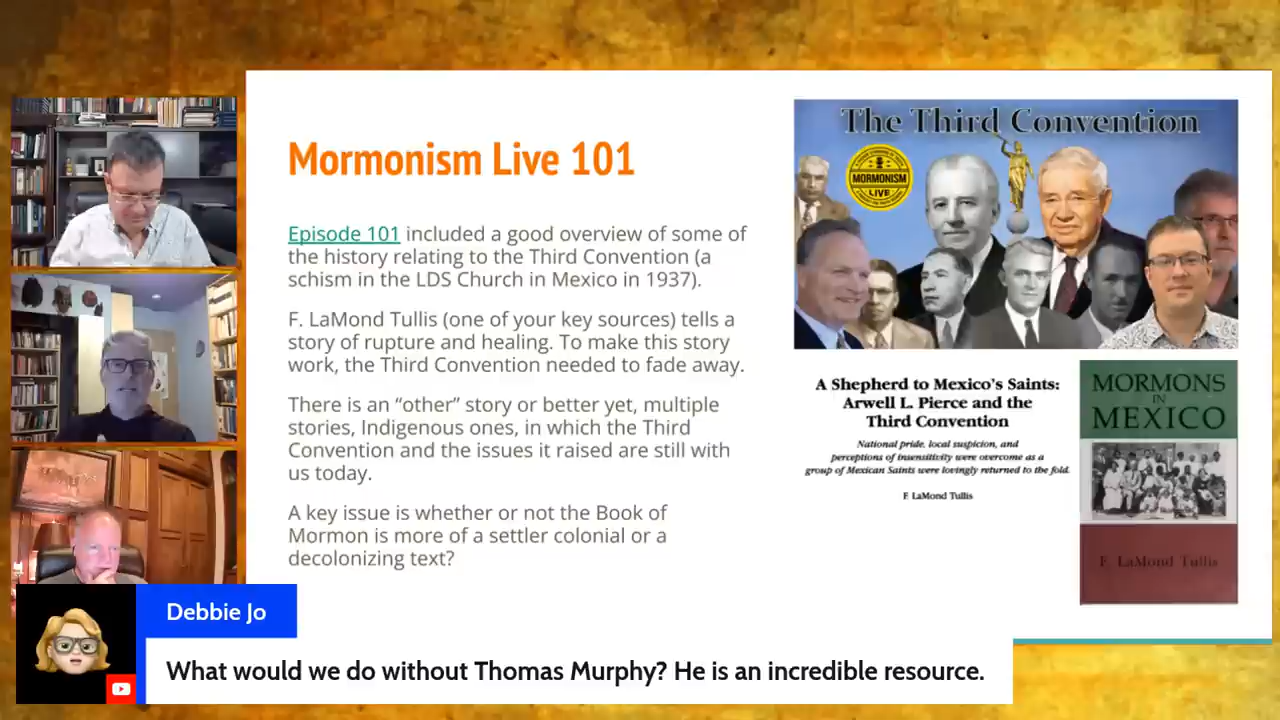 Mormonism Live 101
Episode 101 included a good overview of some of
the history relating to the Third Convention (a
schism in the LDS Church in Mexico in 1937).
F. LaMond Tullis (one of your key sources) tells a
story of rupture and healing. To make this story
work, the Third Convention needed to fade away.
There is an “other” story or better yet, multiple
stories, Indigenous ones, in which the Third
Convention and the issues it raised are still with
us today.
A key issue is whether or not the Book of
Mormon is more of a settler colonial or a
decolonizing text?
The Third Convention
MORMONISM
LIVE
A Shepherd to Mexico's Saints:
Arwell L. Pierce and the
Third Convention
National pride, local suspicion, and
perceptions of insensitivity were overcome as a
group of Mexican Saints were lovingly returned to the fold.
F. LaMond Tullis
MORMONS
IN
MEXICO
F. LaMond Tullis
Debbie Jo
What would we do without Thomas Murphy? He is an incredible resource.